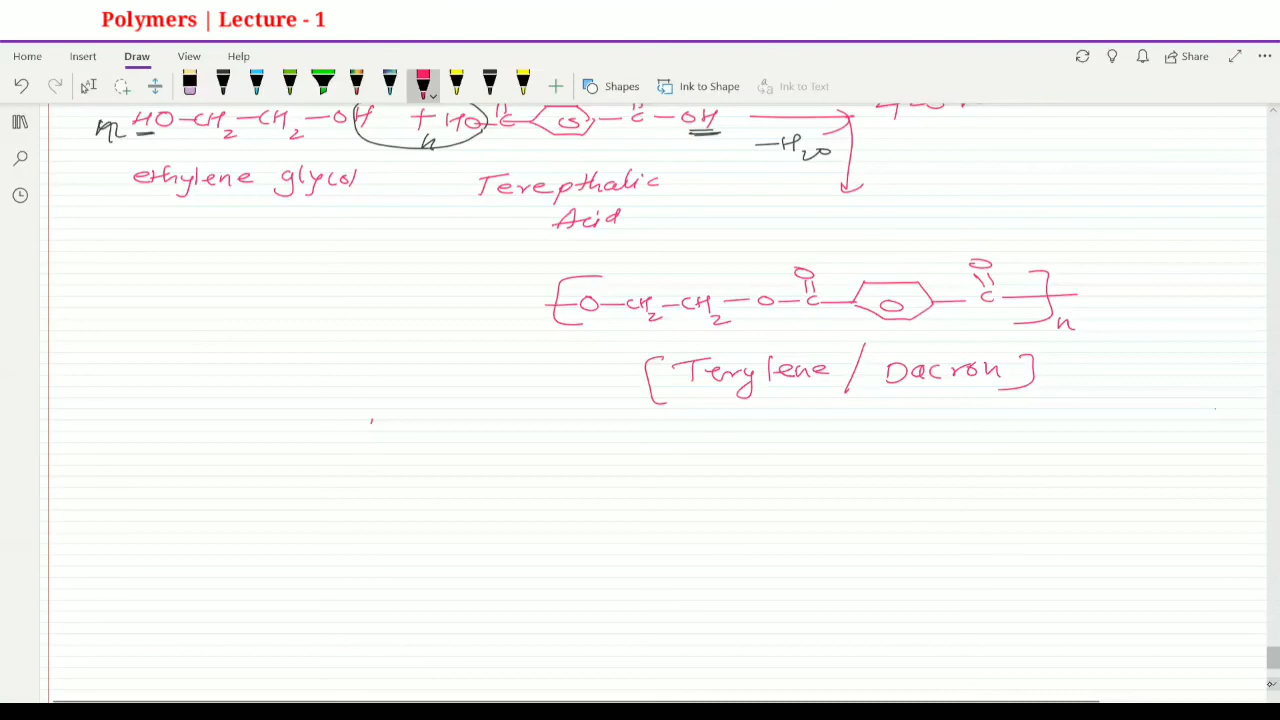 Polymers | Lecture - 1
Home Insert Draw View Help
Share
Shapes Ink to Shape Ink to Text
n HO-CH2-CH2-OH + n HO-C-C-OH
O O
-H2O
ethylene glycol
Terepthalic
Acid
O O
[-O-CH2-CH2-O-C-C-]n
[Terylene / Dacron]